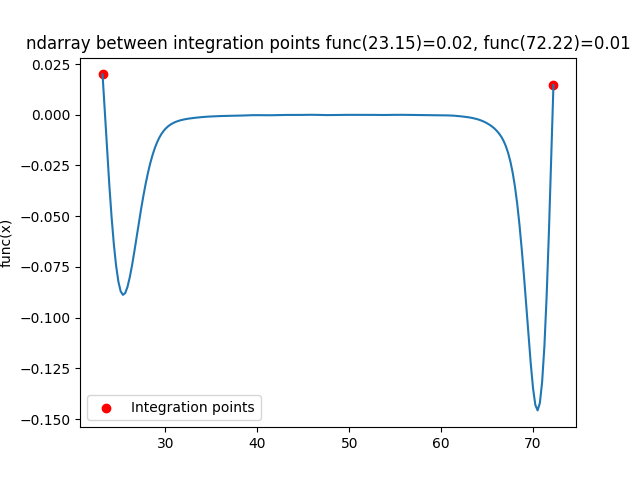 ndarray between integration points func(23.15)=0.02, func(72.22)=0.01
0.025
0.000
−0.025
−0.050
−0.075
−0.100
−0.125
−0.150
func(x)
Integration points
30 40 50 60 70